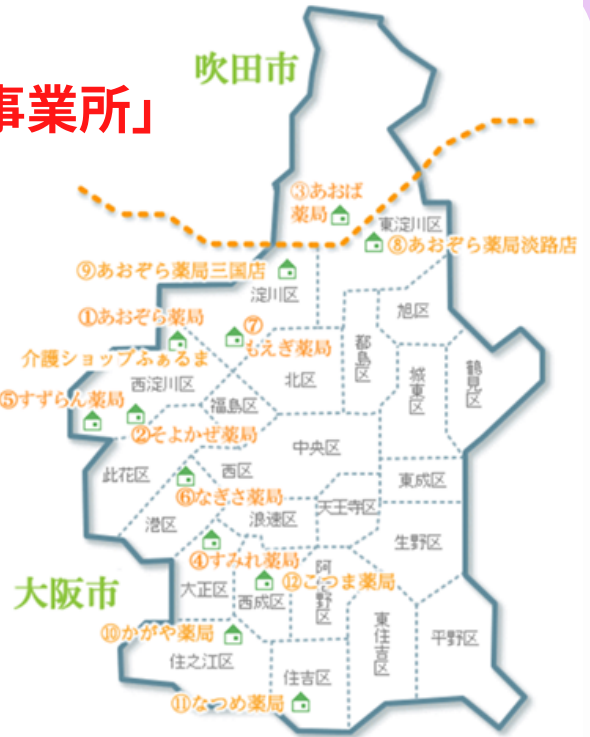 吹田市
事業所」
③あおば
薬局
東淀川区
⑧あおぞら薬局淡路店
⑨あおぞら薬局三国店
淀川区
①あおぞら薬局
⑦
もえぎ薬局
旭区
介護ショップふぁるま
都島区
西淀川区
北区
城東区
鶴見区
⑤すずらん薬局
福島区
②そよかぜ薬局
中央区
此花区
西区
東成区
⑥なぎさ薬局
天王寺区
港区
浪速区
生野区
④すみれ薬局
阿倍野区
大阪市
大正区
西成区
⑫こつま薬局
東住吉区
⑩かがや薬局
平野区
住之江区
住吉区
⑪なつめ薬局